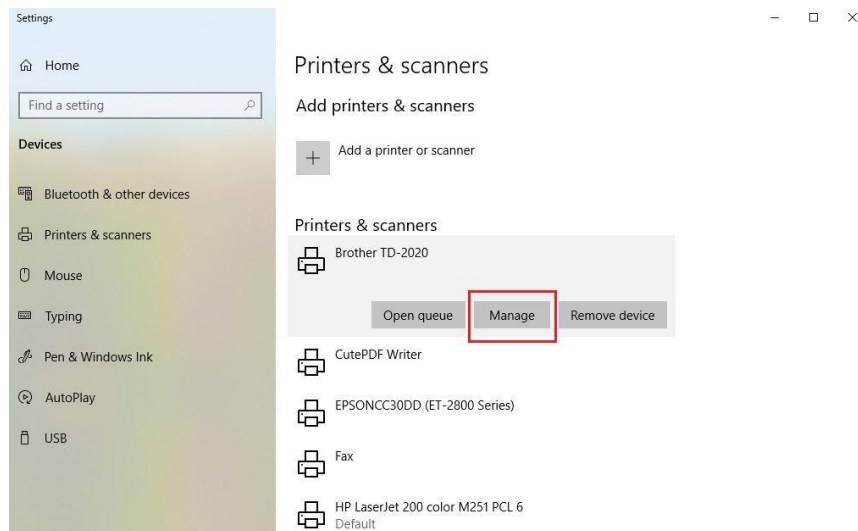 Settings
Home
Find a setting
Devices
Bluetooth & other devices
Printers & scanners
Mouse
Typing
Pen & Windows Ink
AutoPlay
USB
Printers & scanners
Add printers & scanners
Add a printer or scanner
Printers & scanners
Brother TD-2020
Open queue Manage Remove device
CutePDF Writer
EPSONCC30DD (ET-2800 Series)
Fax
HP LaserJet 200 color M251 PCL 6
Default